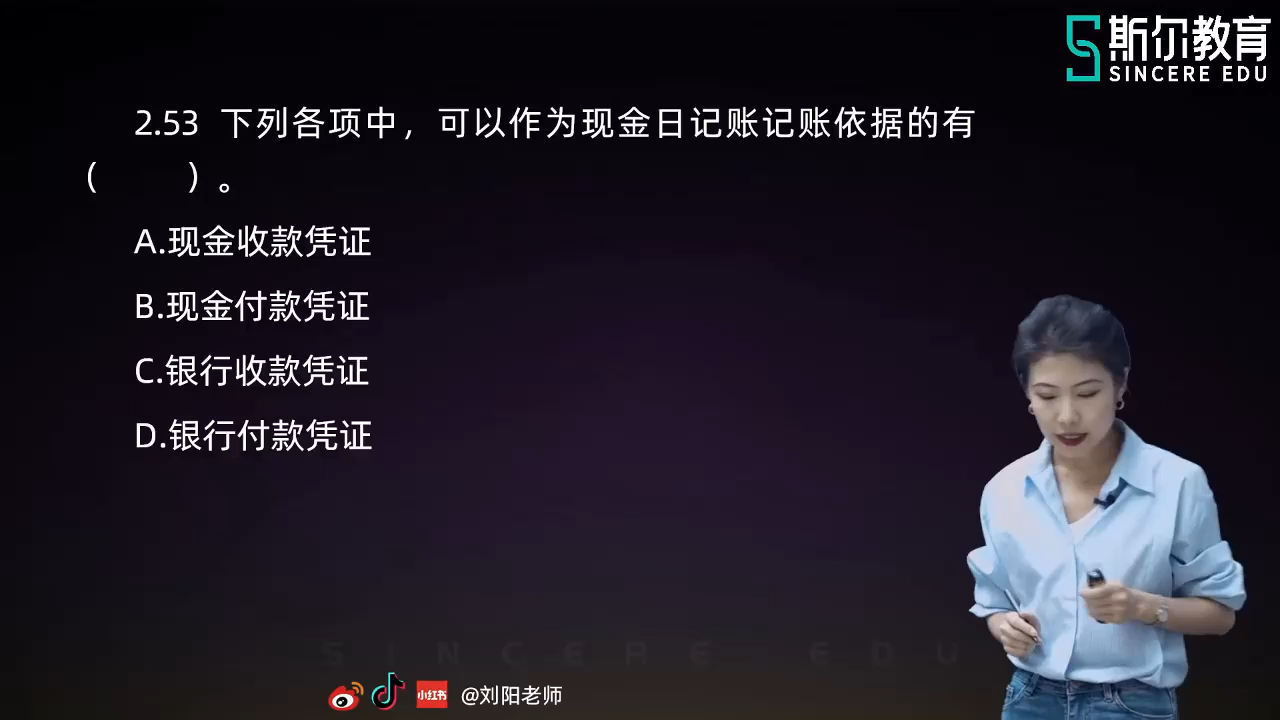 斯尔教育
SINCERE EDU
2.53 下列各项中，可以作为现金日记账记账依据的有
（ ）。
A.现金收款凭证
B.现金付款凭证
C.银行收款凭证
D.银行付款凭证
SINCERE EDU
小红书 @刘阳老师